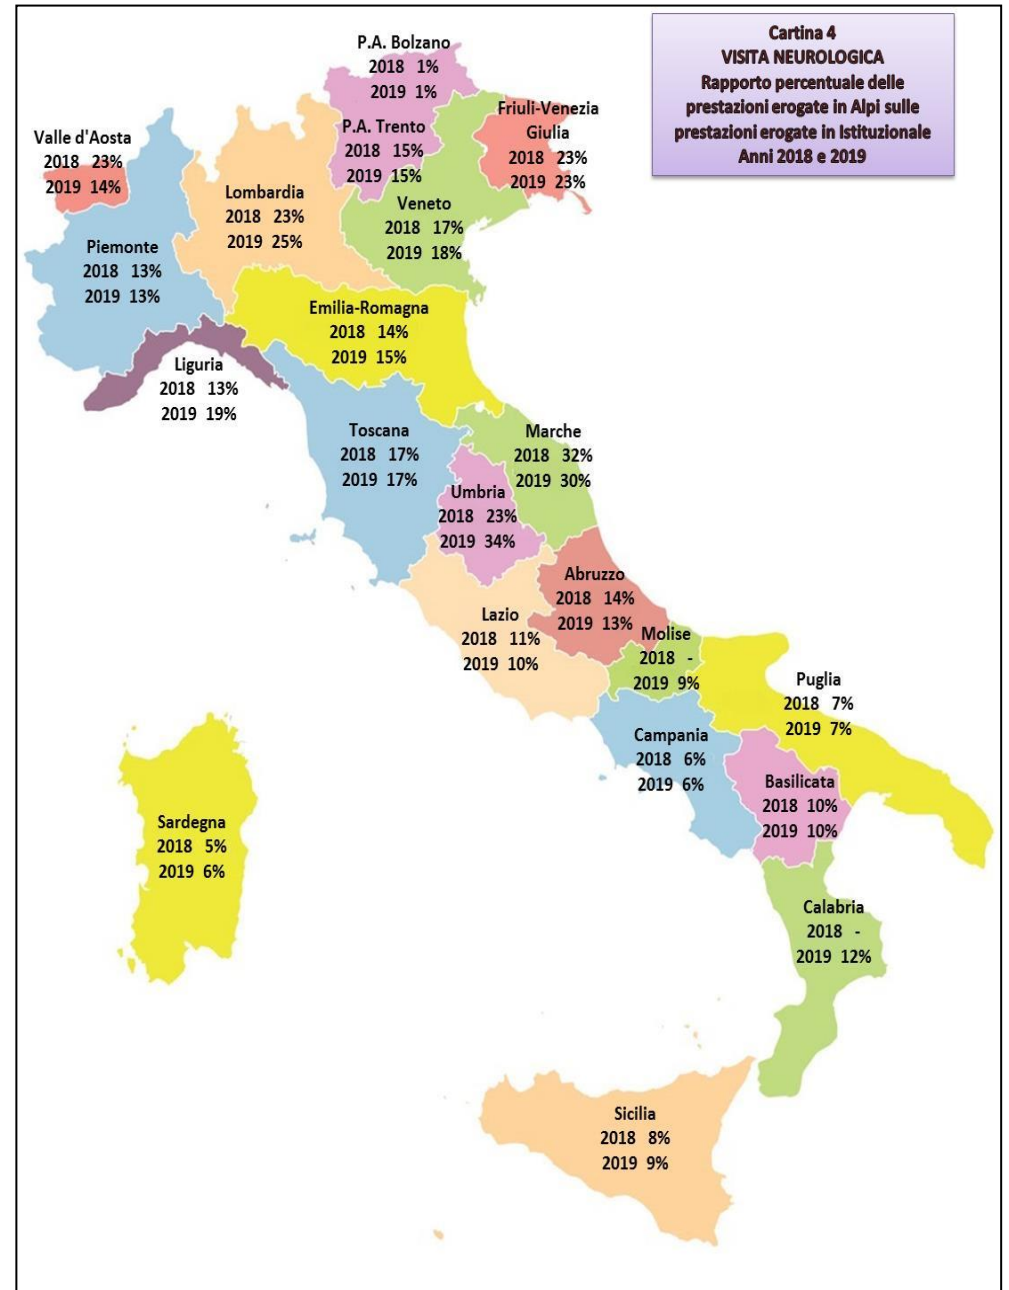 Cartina 4
VISITA NEUROLOGICA
Rapporto percentuale delle
prestazioni erogate in Alpi sulle
prestazioni erogate in Istituzionale
Anni 2018 e 2019
P.A. Bolzano
2018 1%
2019 1%
P.A. Trento
2018 15%
2019 15%
Friuli-Venezia
Giulia
2018 23%
2019 23%
Valle d'Aosta
2018 23%
2019 14%
Lombardia
2018 23%
2019 25%
Veneto
2018 17%
2019 18%
Piemonte
2018 13%
2019 13%
Emilia-Romagna
2018 14%
2019 15%
Liguria
2018 13%
2019 19%
Toscana
2018 17%
2019 17%
Marche
2018 32%
2019 30%
Umbria
2018 23%
2019 34%
Abruzzo
2018 14%
2019 13%
Lazio
2018 11%
2019 10%
Molise
2018 -
2019 9%
Puglia
2018 7%
2019 7%
Campania
2018 6%
2019 6%
Basilicata
2018 10%
2019 10%
Sardegna
2018 5%
2019 6%
Calabria
2018 -
2019 12%
Sicilia
2018 8%
2019 9%